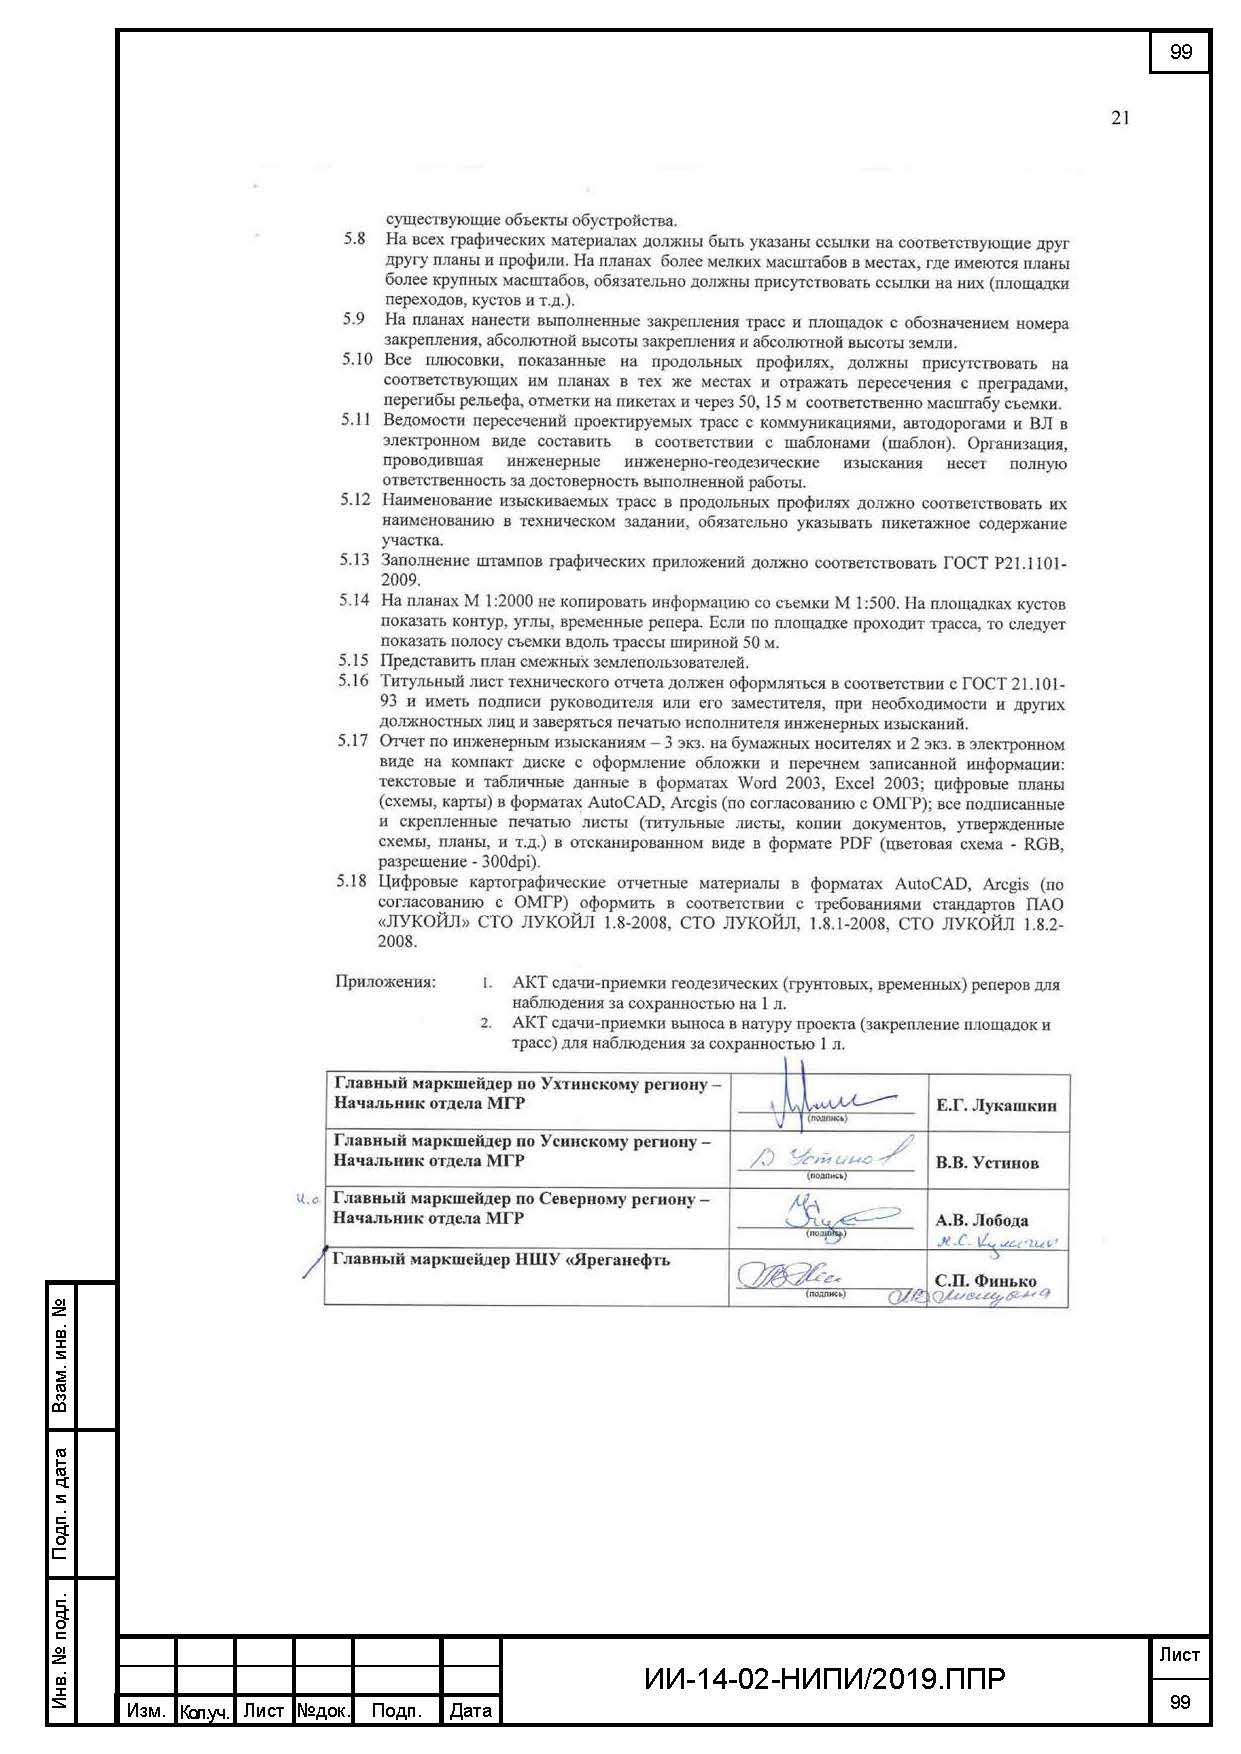 99
21
существующие объекты обустройства.
5.8 На всех графических материалах должны быть указаны ссылки на соответствующие друг
другу планы и профили. На планах более мелких масштабов в местах, где имеются планы
более крупных масштабов, обязательно должны присутствовать ссылки на них (площадки
переходов, кустов и т.д.).
5.9 На планах нанести выполненные закрепления трасс и площадок с обозначением номера
закрепления, абсолютной высоты закрепления и абсолютной высоты земли.
5.10 Все плюсовки, показанные на продольных профилях, должны присутствовать на
соответствующих им планах в тех же местах и отражать пересечения с преградами,
перегибы рельефа, отметки на пикетах и через 50, 15 м соответственно масштабу съемки.
5.11 Ведомости пересечений проектируемых трасс с коммуникациями, автодорогами и ВЛ в
электронном виде составить в соответствии с шаблонами (шаблон). Организация,
проводившая инженерные инженерно-геодезические изыскания несет полную
ответственность за достоверность выполненной работы.
5.12 Наименование изыскиваемых трасс в продольных профилях должно соответствовать их
наименованию в техническом задании, обязательно указывать пикетажное содержание
участка.
5.13 Заполнение штампов графических приложений должно соответствовать ГОСТ Р21.1101-
2009.
5.14 На планах М 1:2000 не копировать информацию со съемки М 1:500. На площадках кустов
показать контур, углы, временные репера. Если по площадке проходит трасса, то следует
показать полосу съемки вдоль трассы шириной 50 м.
5.15 Представить план смежных землепользователей.
5.16 Титульный лист технического отчета должен оформляться в соответствии с ГОСТ 21.101-
93 и иметь подписи руководителя или его заместителя, при необходимости и других
должностных лиц и заверяться печатью исполнителя инженерных изысканий.
5.17 Отчет по инженерным изысканиям – 3 экз. на бумажных носителях и 2 экз. в электронном
виде на компакт диске с оформление обложки и перечнем записанной информации:
текстовые и табличные данные в форматах Word 2003, Excel 2003; цифровые планы
(схемы, карты) в форматах AutoCAD, Arcgis (по согласованию с ОМГР); все подписанные
и скрепленные печатью листы (титульные листы, копии документов, утвержденные
схемы, планы, и т.д.) в отсканированном виде в формате PDF (цветовая схема - RGB,
разрешение - 300dpi).
5.18 Цифровые картографические отчетные материалы в форматах AutoCAD, Arcgis (по
согласованию с ОМГР) оформить в соответствии с требованиями стандартов ПАО
«ЛУКОЙЛ» СТО ЛУКОЙЛ 1.8-2008, СТО ЛУКОЙЛ, 1.8.1-2008, СТО ЛУКОЙЛ 1.8.2-
2008.
Приложения: 1. АКТ сдачи-приемки геодезических (грунтовых, временных) реперов для
наблюдения за сохранностью на 1 л.
2. АКТ сдачи-приемки выноса в натуру проекта (закрепление площадок и
трасс) для наблюдения за сохранностью 1 л.
Главный маркшейдер по Ухтинскому региону –
Начальник отдела МГР
(подпись)
Е.Г. Лукашкин
Главный маркшейдер по Усинскому региону –
Начальник отдела МГР
В Устинов
(подпись)
В.В. Устинов
и.о
Главный маркшейдер по Северному региону –
Начальник отдела МГР
(подпись)
А.В. Лобода
Главный маркшейдер НШУ «Яреганефть
(подпись)
С.П. Финько
Взам. инв. №
Подп. и дата
Инв. № подл.
Изм. Кол.уч. Лист №док. Подп. Дата
ИИ-14-02-НИПИ/2019.ППР
Лист
99